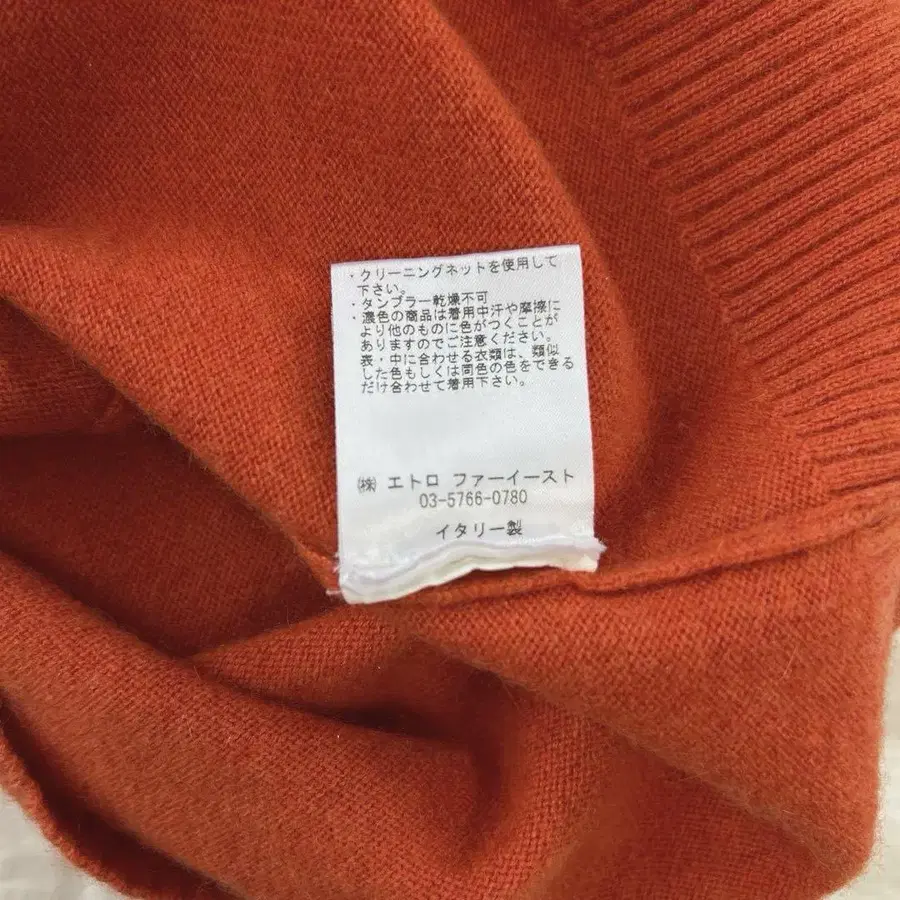 ・クリーニングネットを使用して
下さい。
・タンブラー乾燥不可
・濃色の商品は着用中汗や摩擦に
より他のものに色がつくことが
ありますのでご注意ください。
表・中に合わせる衣類は、類似
した色もしくは同色の色をできる
だけ合わせて着用下さい。
㈱ エトロ ファーイースト
03-5766-0780
イタリー製